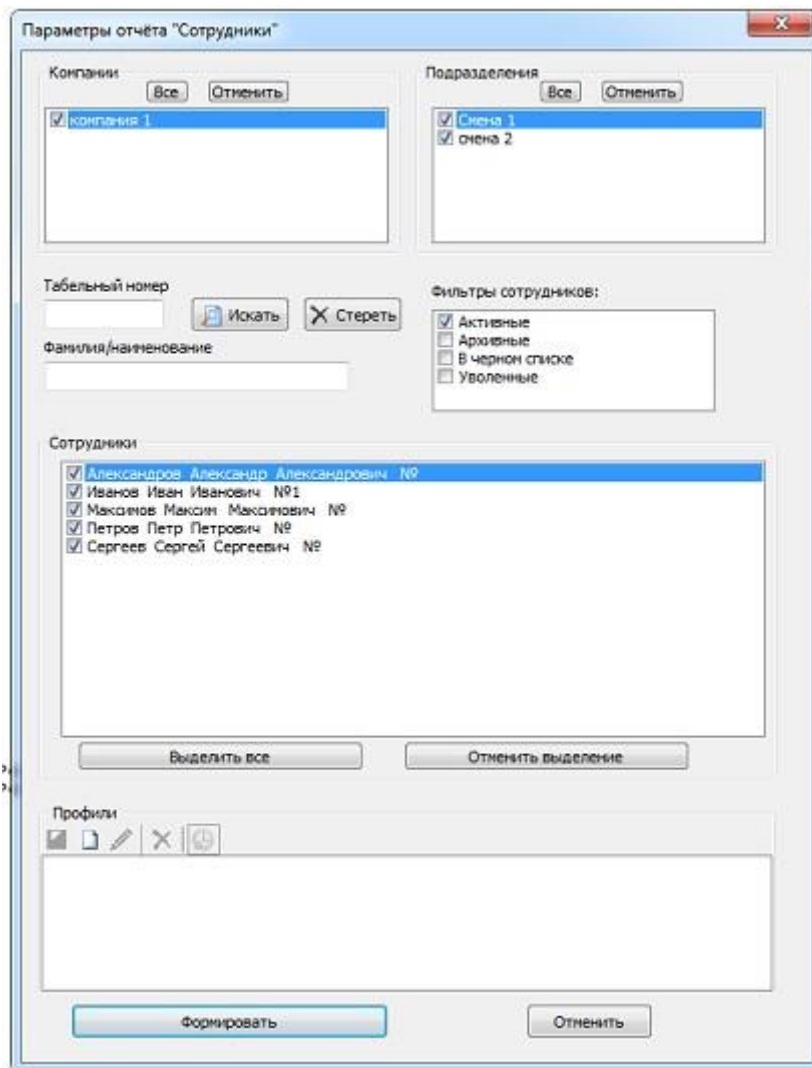 Параметры отчёта "Сотрудники"
Компании
Все Отменить
компания 1
Подразделения
Все Отменить
Смена 1
смена 2
Табельный номер
Искать Стереть
Фамилия/наименование
Фильтры сотрудников:
Активные
Архивные
В черном списке
Уволенные
Сотрудники
Александров Александр Александрович №
Иванов Иван Иванович №1
Максимов Максим Максимович №
Петров Петр Петрович №
Сергеев Сергей Сергеевич №
Выделить все Отменить выделение
Профили
Формировать Отменить